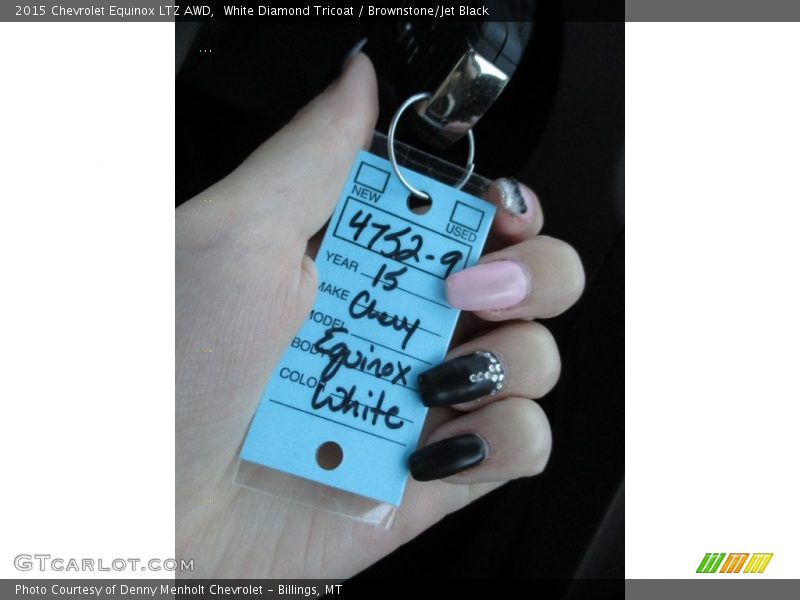 2015 Chevrolet Equinox LTZ AWD,  White Diamond Tricoat / Brownstone/Jet Black
NEW
USED
4752-9
YEAR 15
MAKE Chevy
MODEL
BODY Equinox
COLOR White
GTcarlot.com
Photo Courtesy of Denny Menholt Chevrolet – Billings, MT